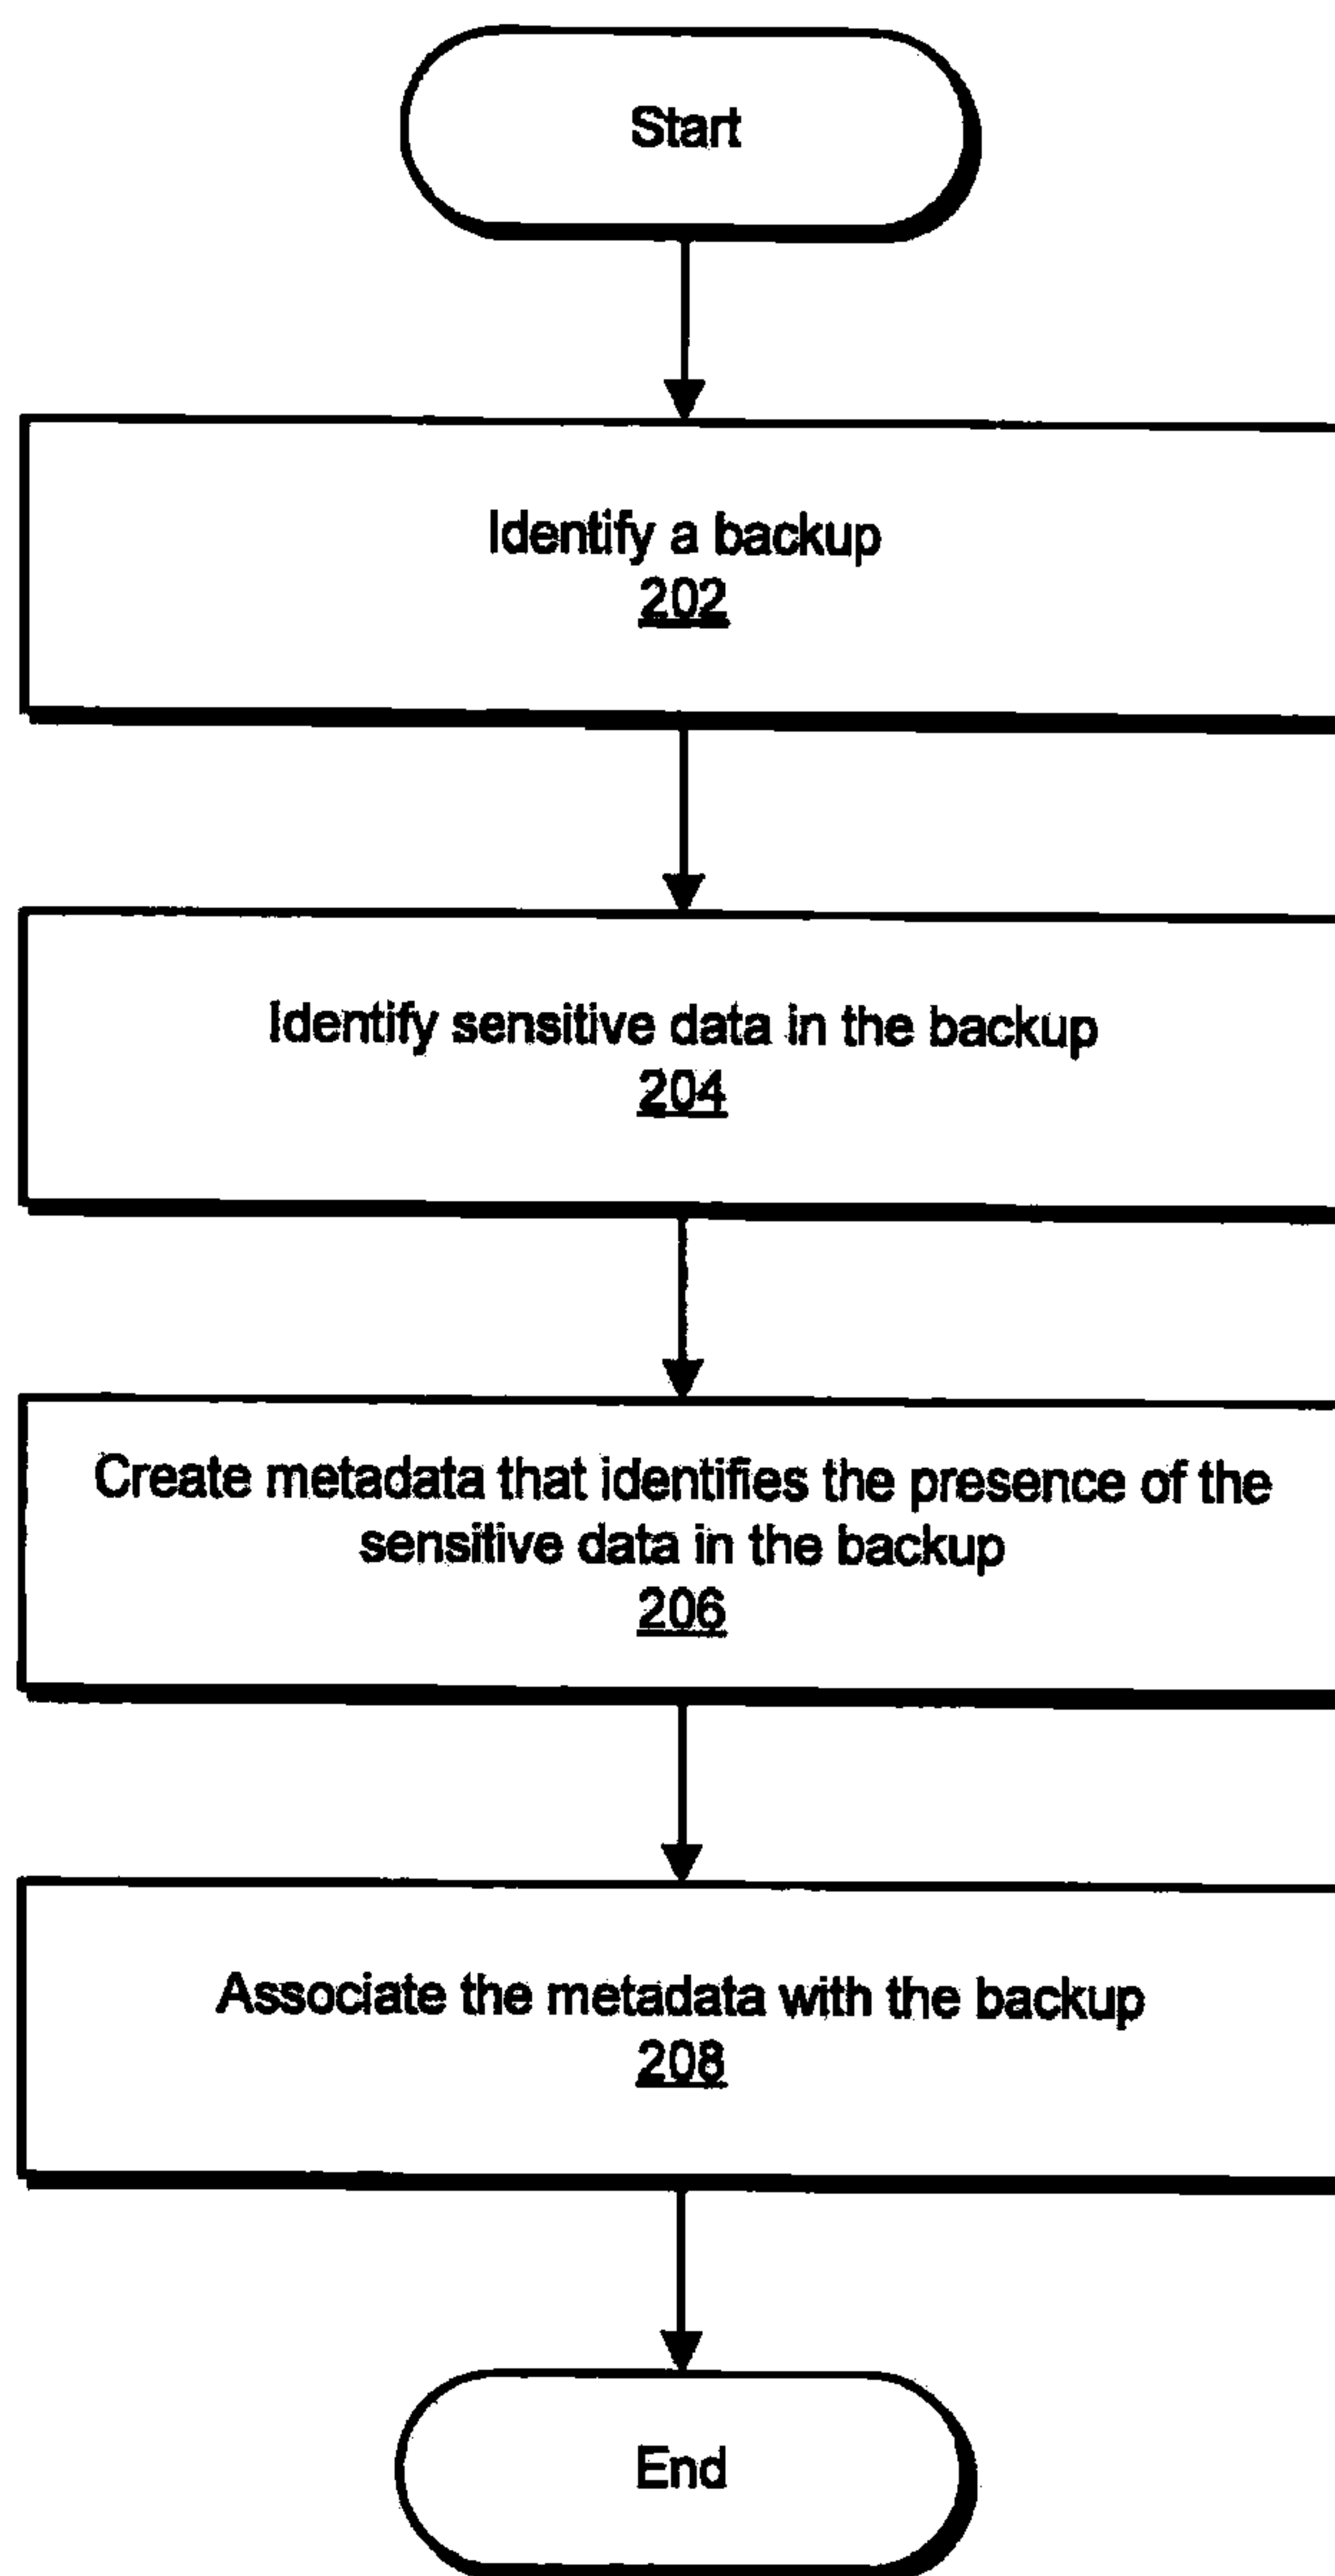 Start
Identify a backup
202
Identify sensitive data in the backup
204
Create metadata that identifies the presence of the
sensitive data in the backup
206
Associate the metadata with the backup
208
End